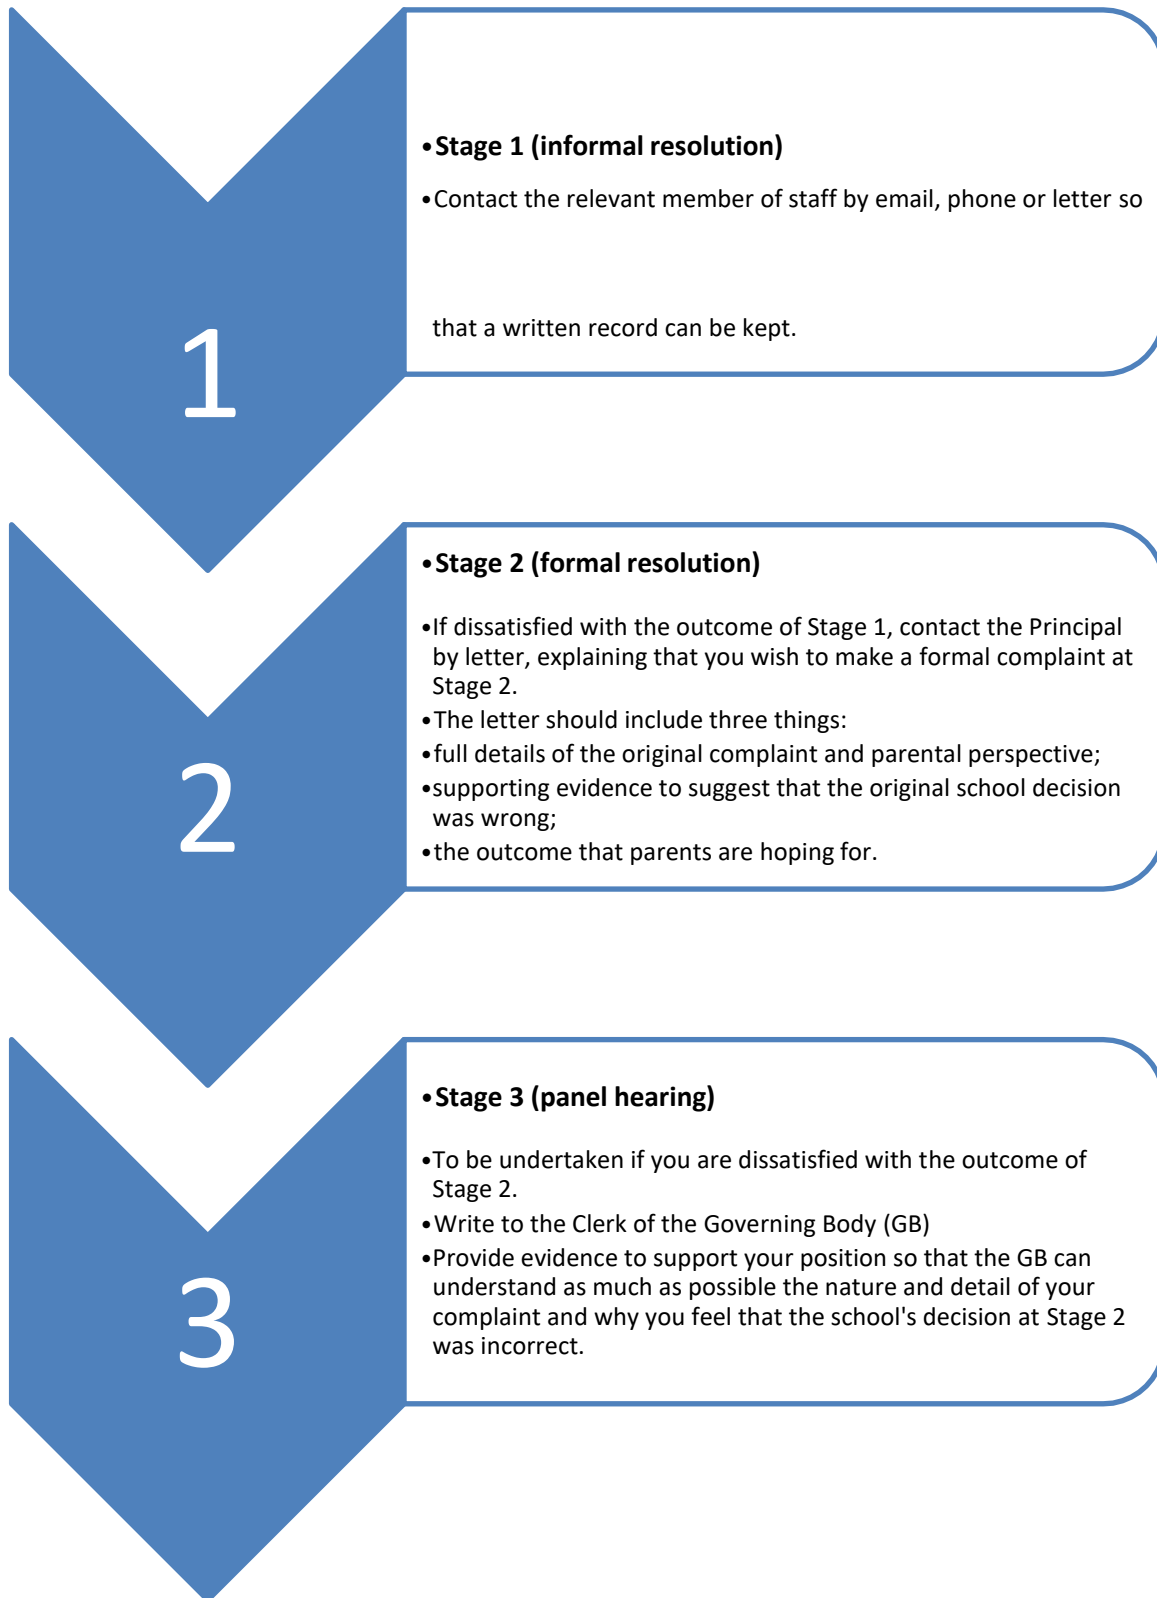 1
•Stage 1 (informal resolution)
•Contact the relevant member of staff by email, phone or letter so
that a written record can be kept.
2
•Stage 2 (formal resolution)
•If dissatisfied with the outcome of Stage 1, contact the Principal
by letter, explaining that you wish to make a formal complaint at
Stage 2.
•The letter should include three things:
•full details of the original complaint and parental perspective;
•supporting evidence to suggest that the original school decision
was wrong;
•the outcome that parents are hoping for.
3
•Stage 3 (panel hearing)
•To be undertaken if you are dissatisfied with the outcome of
Stage 2.
•Write to the Clerk of the Governing Body (GB)
•Provide evidence to support your position so that the GB can
understand as much as possible the nature and detail of your
complaint and why you feel that the school's decision at Stage 2
was incorrect.